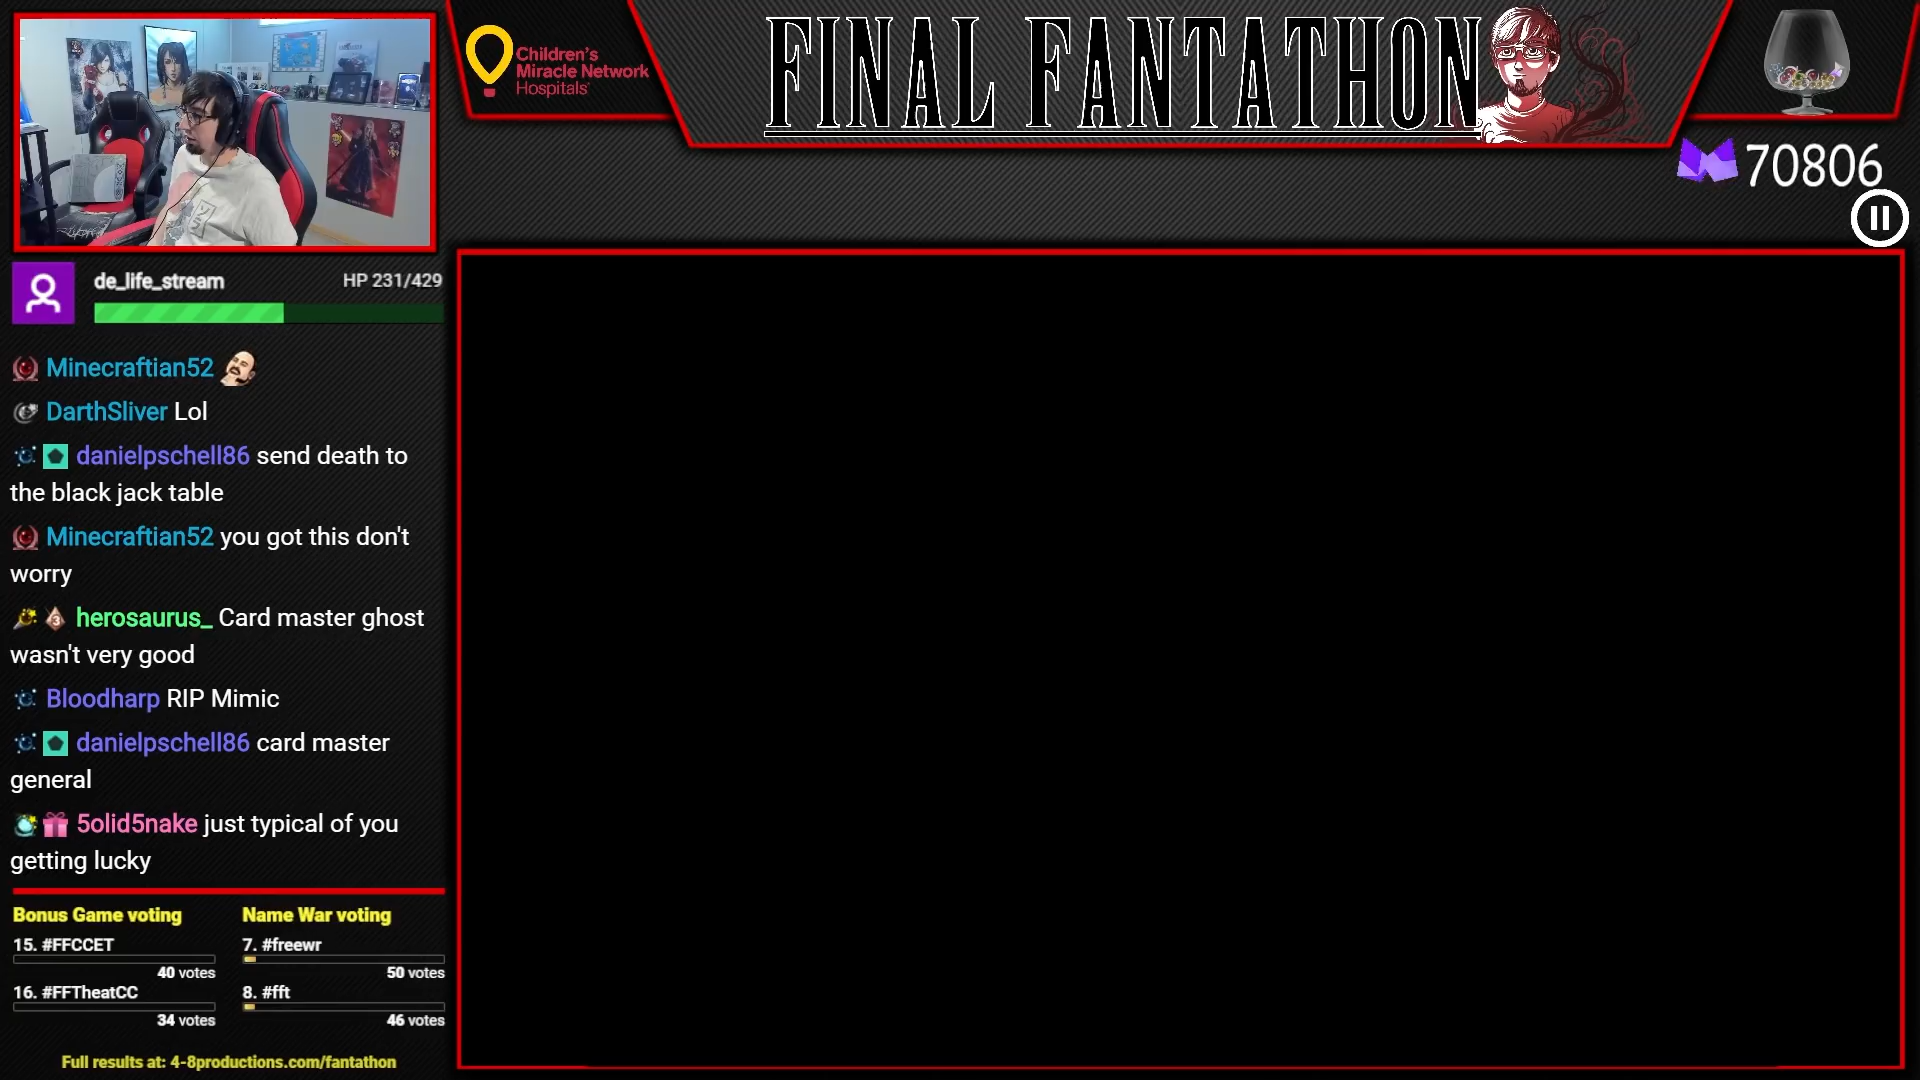 Children's
Miracle Network
Hospitals
FINAL FANTATHON
70806
de_life_stream HP 231/429
Minecraftian52
DarthSliver Lol
danielpschell86 send death to
the black jack table
Minecraftian52 you got this don't
worry
herosaurus_ Card master ghost
wasn't very good
Bloodharp RIP Mimic
danielpschell86 card master
general
5olid5nake just typical of you
getting lucky
Bonus Game voting
15. #FFCCET
40 votes
16. #FFTheatCC
34 votes
Name War voting
7. #freewr
50 votes
8. #fft
46 votes
Full results at: 4-8productions.com/fantathon